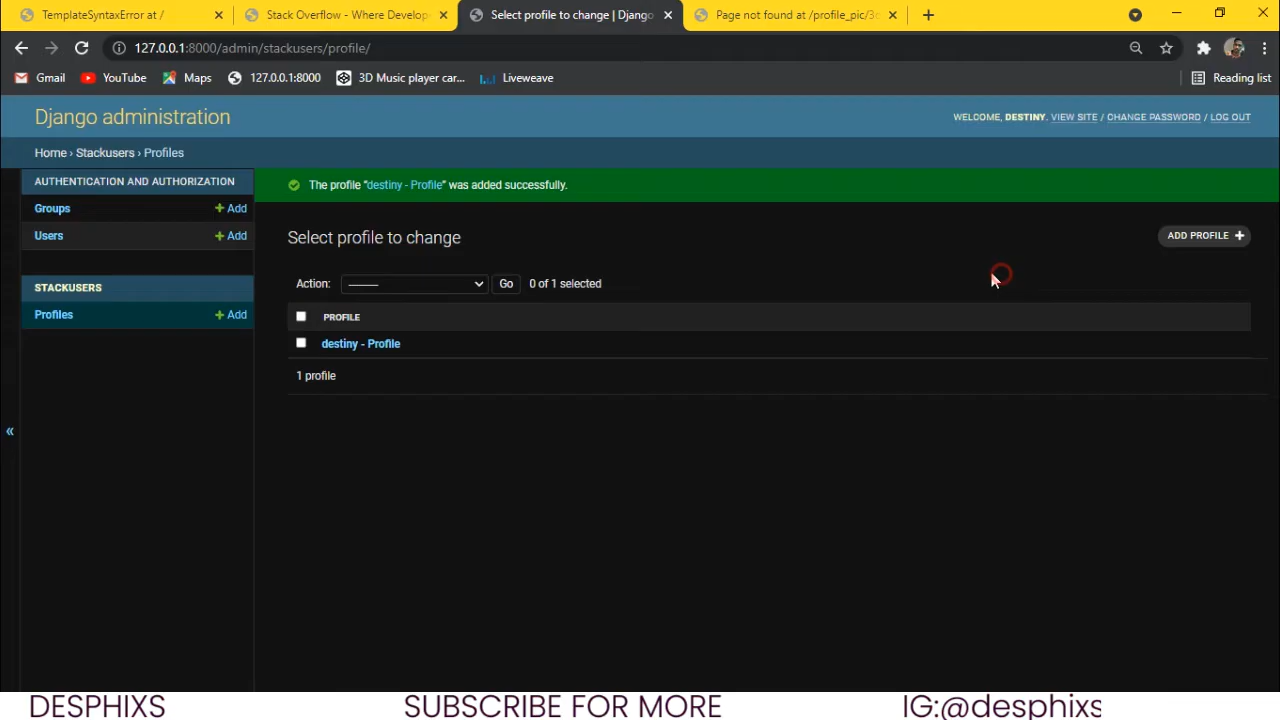 TemplateSyntaxError at /
Stack Overflow - Where Develop
Select profile to change | Django
Page not found at /profile_pic/3
127.0.0.1:8000/admin/stackusers/profile/
Gmail
YouTube
Maps
127.0.0.1:8000
3D Music player car...
Liveweave
Reading list
Django administration
WELCOME, DESTINY. VIEW SITE / CHANGE PASSWORD / LOG OUT
Home › Stackusers › Profiles
AUTHENTICATION AND AUTHORIZATION
Groups + Add
Users + Add
STACKUSERS
Profiles + Add
«
The profile “destiny - Profile” was added successfully.
Select profile to change
ADD PROFILE +
Action: --------- Go 0 of 1 selected
PROFILE
destiny - Profile
1 profile
DESPHIXS SUBSCRIBE FOR MORE IG:@desphixs